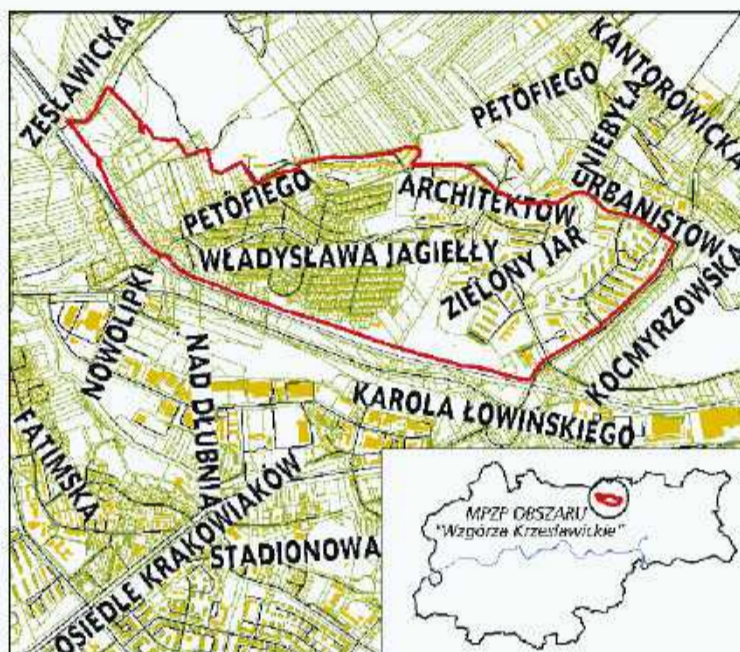 ZESŁAWICKA
KANTOROWICKA
PETÖFIEGO
NIEBYŁA
PETÖFIEGO
ARCHITEKTÓW
URBANISTÓW
WŁADYSŁAWA JAGIEŁŁY
ZIELONY JAR
KOCMYRZOWSKA
NOWOLIPKI
NAD DŁUBNIĄ
KAROLA ŁOWIŃSKIEGO
FATIMSKA
OSIEDLE KRAKOWIAKÓW
STADIONOWA
MPZP OBSZARU
"Wzgórza Krzesławickie"